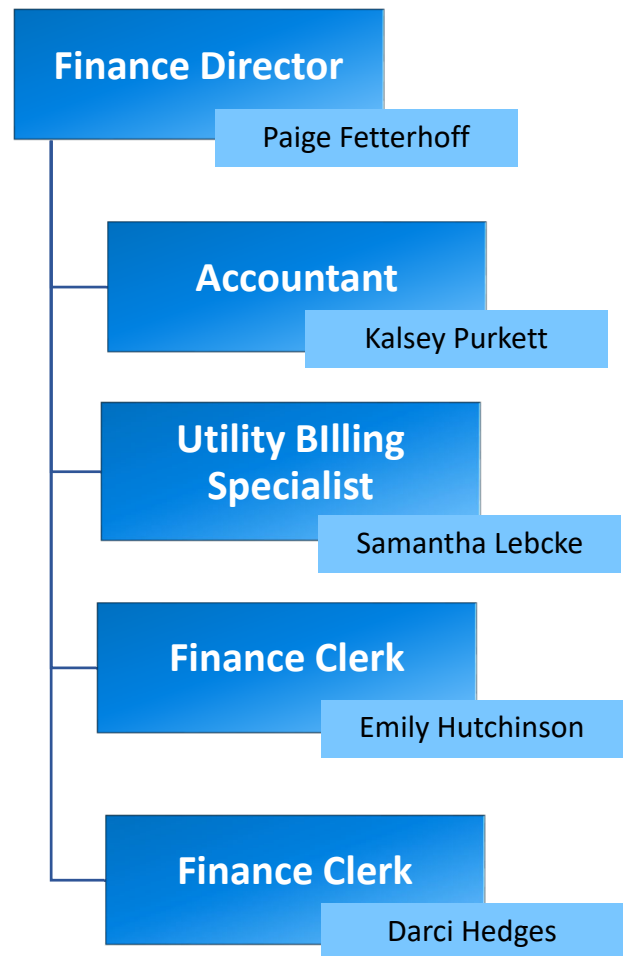 Finance Director
Paige Fetterhoff
Accountant
Kalsey Purkett
Utility BIlling
Specialist
Samantha Lebcke
Finance Clerk
Emily Hutchinson
Finance Clerk
Darci Hedges